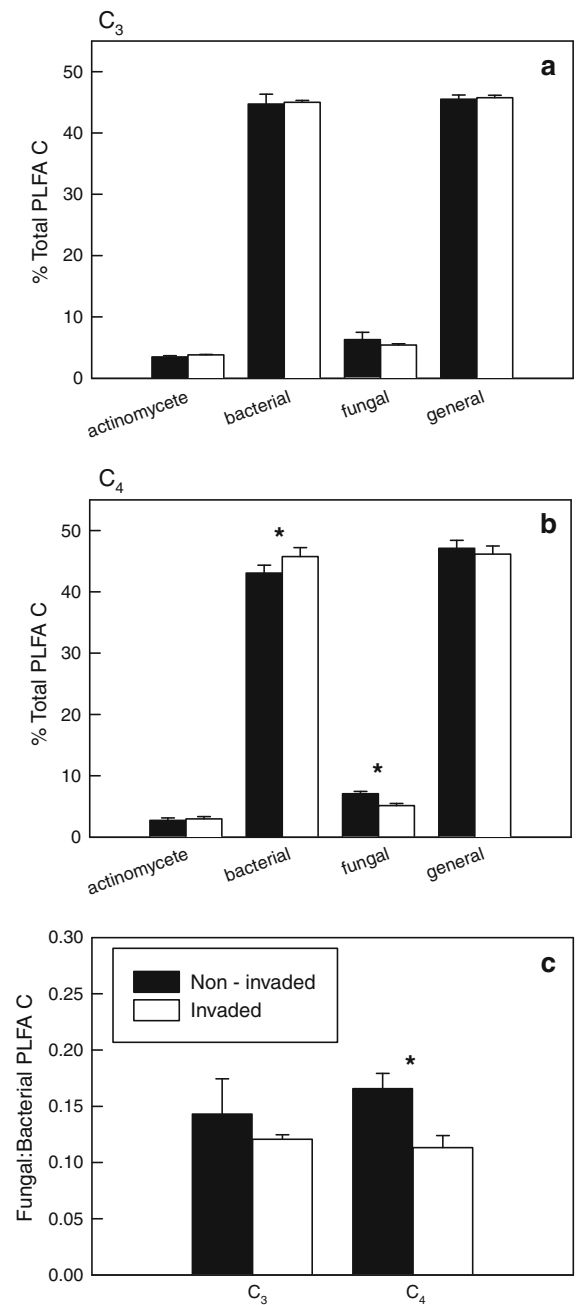 C₃
a
50
40
30
20
10
0
% Total PLFA C
actinomycete
bacterial
fungal
general
C₄
b
*
*
50
40
30
20
10
0
% Total PLFA C
actinomycete
bacterial
fungal
general
c
0.30
0.25
0.20
0.15
0.10
0.05
0.00
Fungal:Bacterial PLFA C
Non - invaded
Invaded
*
C₃
C₄